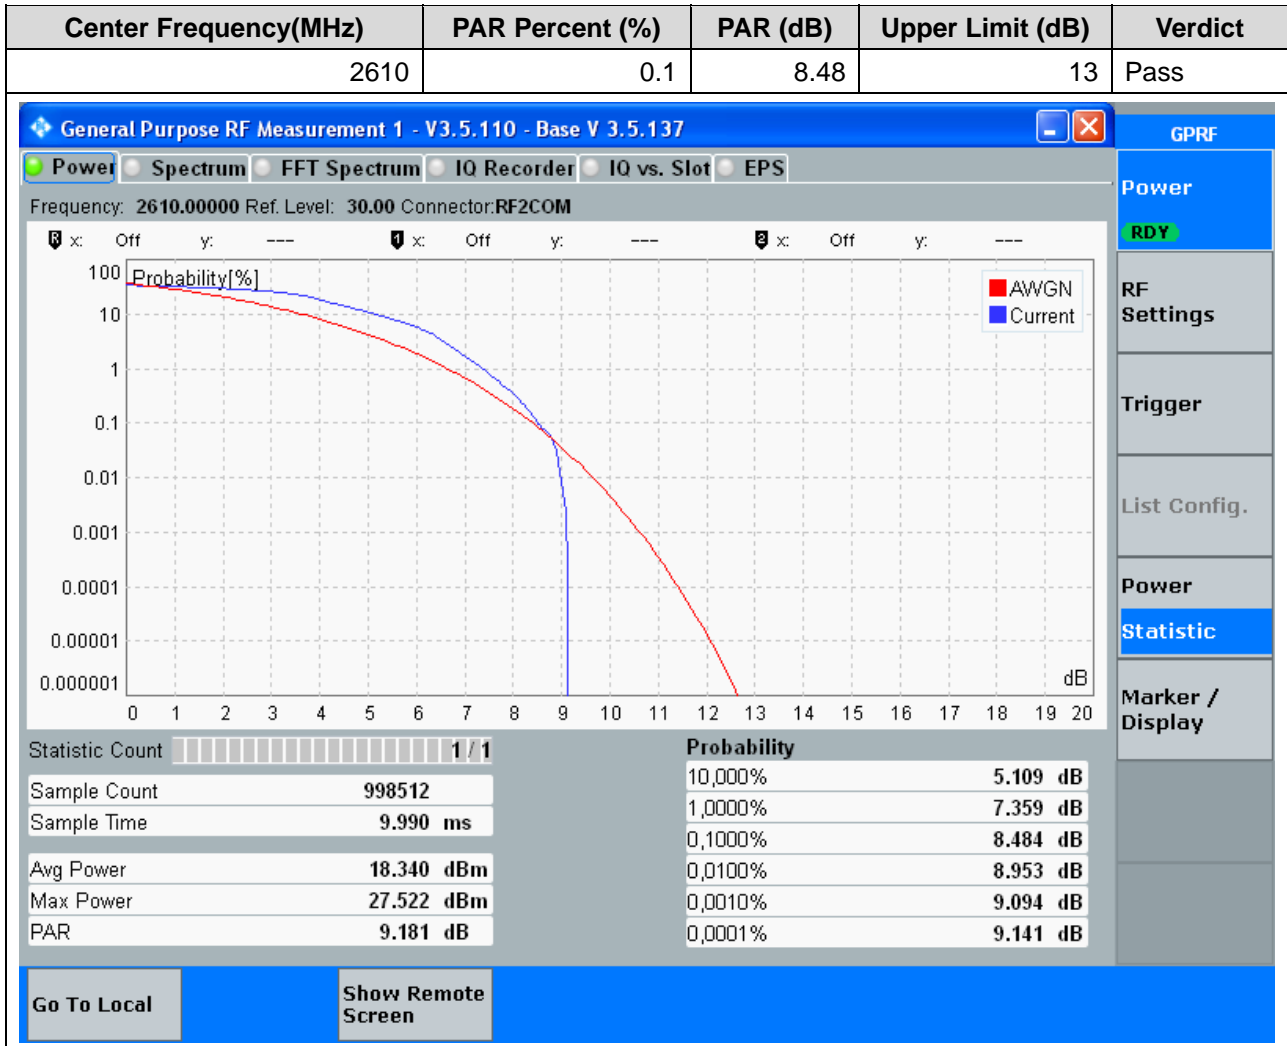 Center Frequency(MHz) PAR Percent (%) PAR (dB) Upper Limit (dB) Verdict
2610 0.1 8.48 13 Pass
General Purpose RF Measurement 1 - V3.5.110 - Base V 3.5.137
GPRF
Power Spectrum FFT Spectrum IQ Recorder IQ vs. Slot EPS
Power
RDY
Frequency: 2610.00000 Ref. Level: 30.00 Connector:RF2COM
R x: Off y: --- 1 x: Off y: --- 2 x: Off y: ---
Probability[%]
AWGN
Current
100
10
1
0.1
0.01
0.001
0.0001
0.00001
0.000001
dB
0 1 2 3 4 5 6 7 8 9 10 11 12 13 14 15 16 17 18 19 20
RF
Settings
Trigger
List Config.
Power
Statistic
Marker /
Display
Statistic Count 1 / 1
Sample Count 998512
Sample Time 9.990 ms
Avg Power 18.340 dBm
Max Power 27.522 dBm
PAR 9.181 dB
Probability
10,000% 5.109 dB
1,0000% 7.359 dB
0,1000% 8.484 dB
0,0100% 8.953 dB
0,0010% 9.094 dB
0,0001% 9.141 dB
Go To Local
Show Remote
Screen